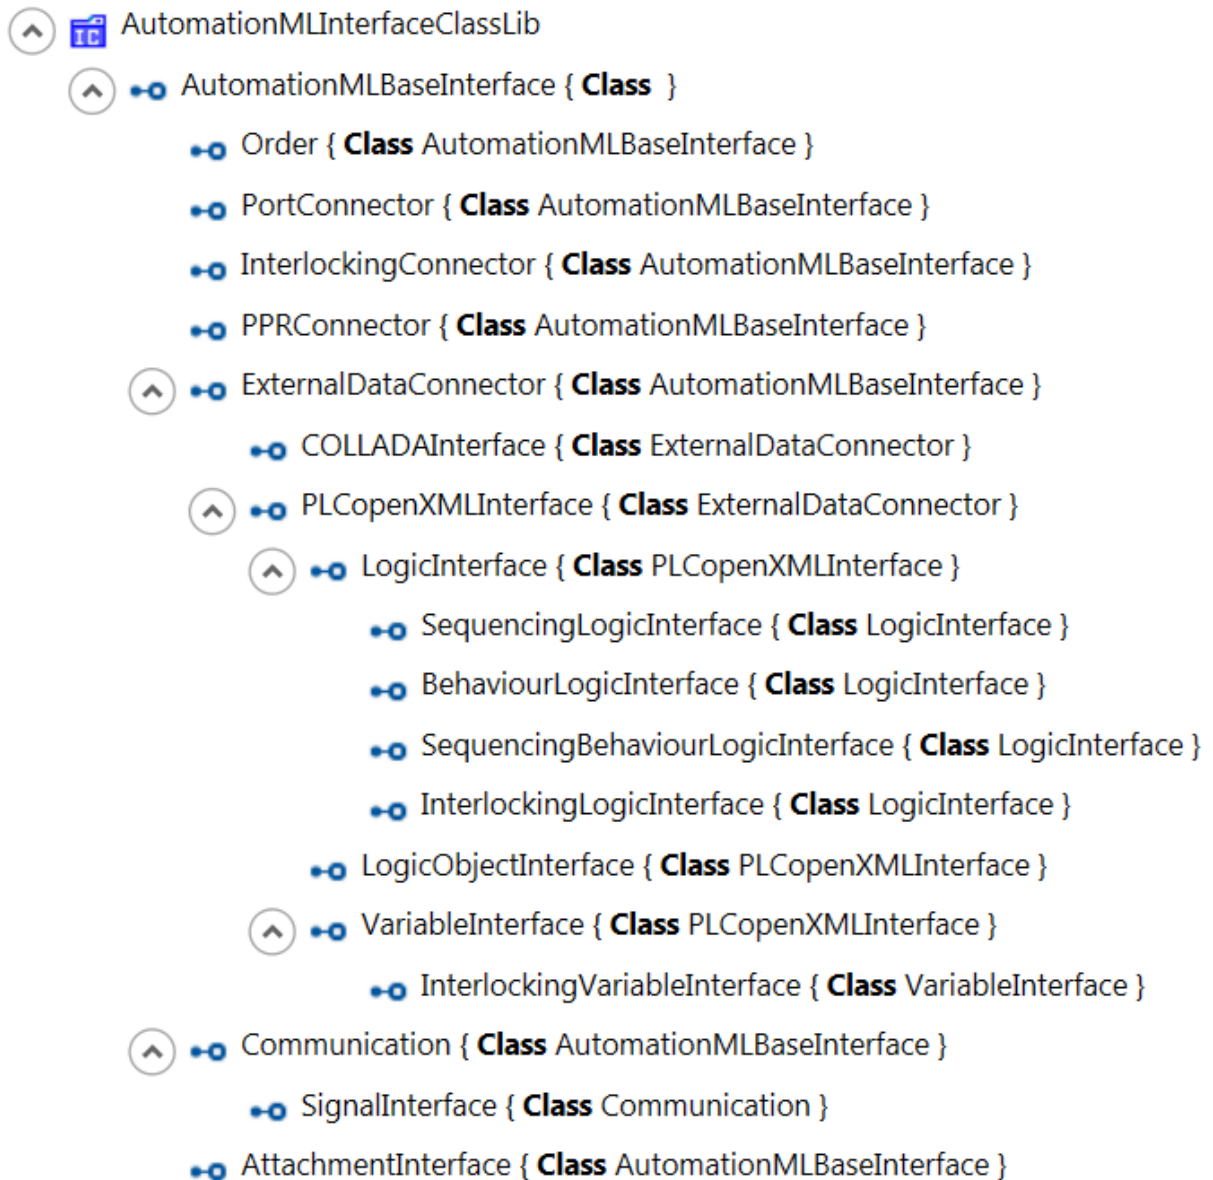 IC AutomationMLInterfaceClassLib
AutomationMLBaseInterface { Class }
Order { Class AutomationMLBaseInterface }
PortConnector { Class AutomationMLBaseInterface }
InterlockingConnector { Class AutomationMLBaseInterface }
PPRConnector { Class AutomationMLBaseInterface }
ExternalDataConnector { Class AutomationMLBaseInterface }
COLLADAInterface { Class ExternalDataConnector }
PLCopenXMLInterface { Class ExternalDataConnector }
LogicInterface { Class PLCopenXMLInterface }
SequencingLogicInterface { Class LogicInterface }
BehaviourLogicInterface { Class LogicInterface }
SequencingBehaviourLogicInterface { Class LogicInterface }
InterlockingLogicInterface { Class LogicInterface }
LogicObjectInterface { Class PLCopenXMLInterface }
VariableInterface { Class PLCopenXMLInterface }
InterlockingVariableInterface { Class VariableInterface }
Communication { Class AutomationMLBaseInterface }
SignalInterface { Class Communication }
AttachmentInterface { Class AutomationMLBaseInterface }